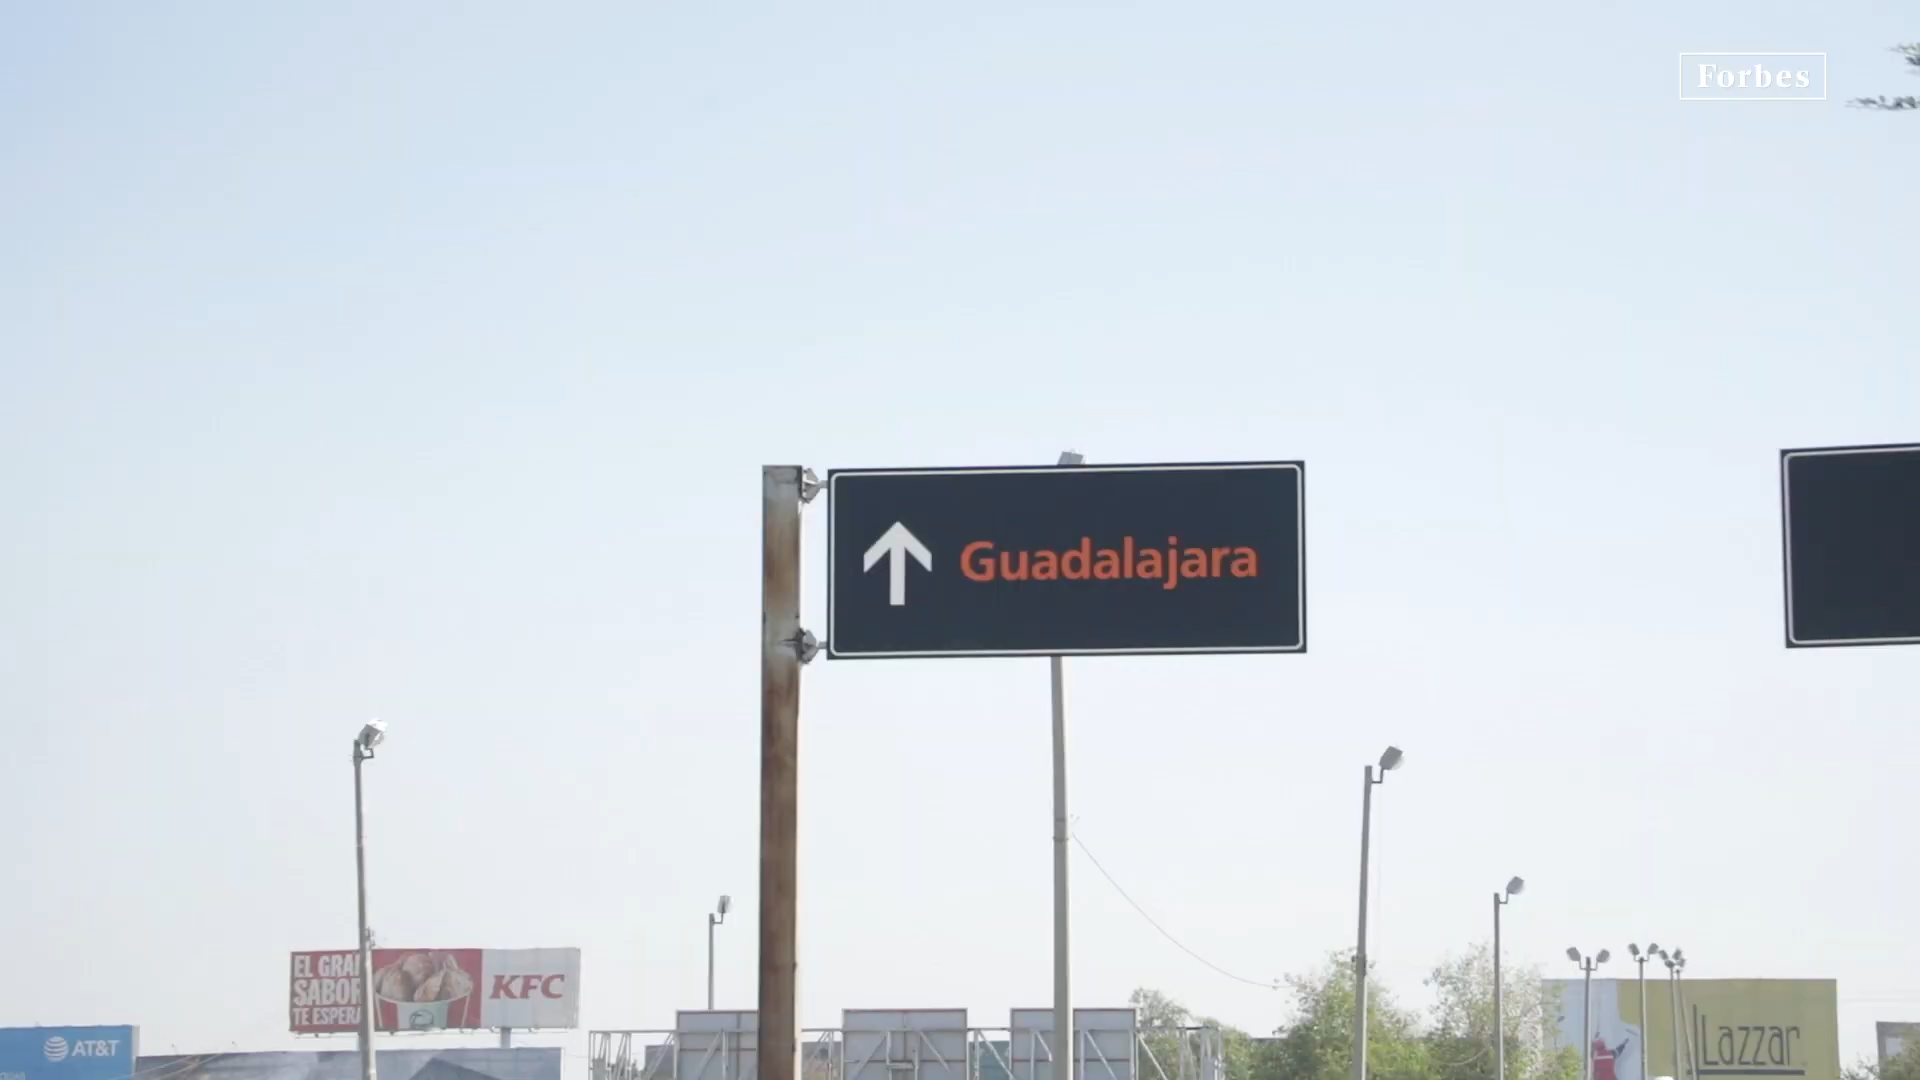 Forbes
Guadalajara
EL GRAN
SABOR
TE ESPERA
KFC
AT&T
Lazzar